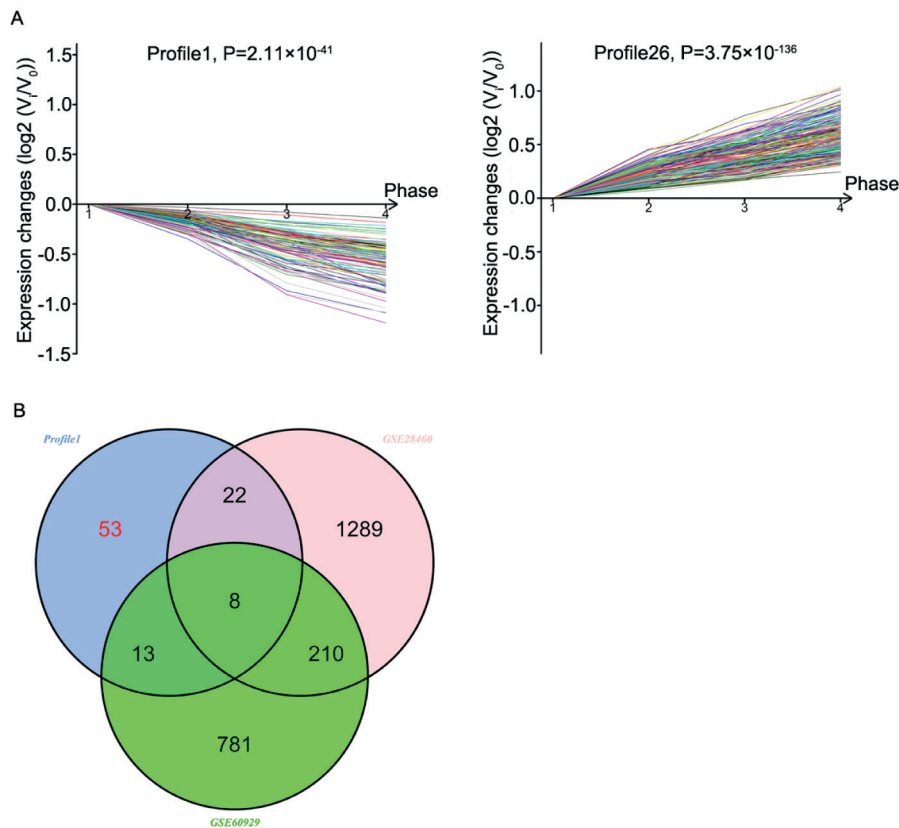 A
Profile1, P=2.11×10⁻⁴¹
Expression changes (log2 (Vᵢ/V₀))
1.5
1.0
0.5
0.0
-0.5
-1.0
-1.5
1 2 3 4
Phase
Profile26, P=3.75×10⁻¹³⁶
Expression changes (log2 (Vᵢ/V₀))
1.0
0.5
0.0
-0.5
-1.0
1 2 3 4
Phase
B
Profile1
GSE28460
22
53
1289
8
13
210
781
GSE60929